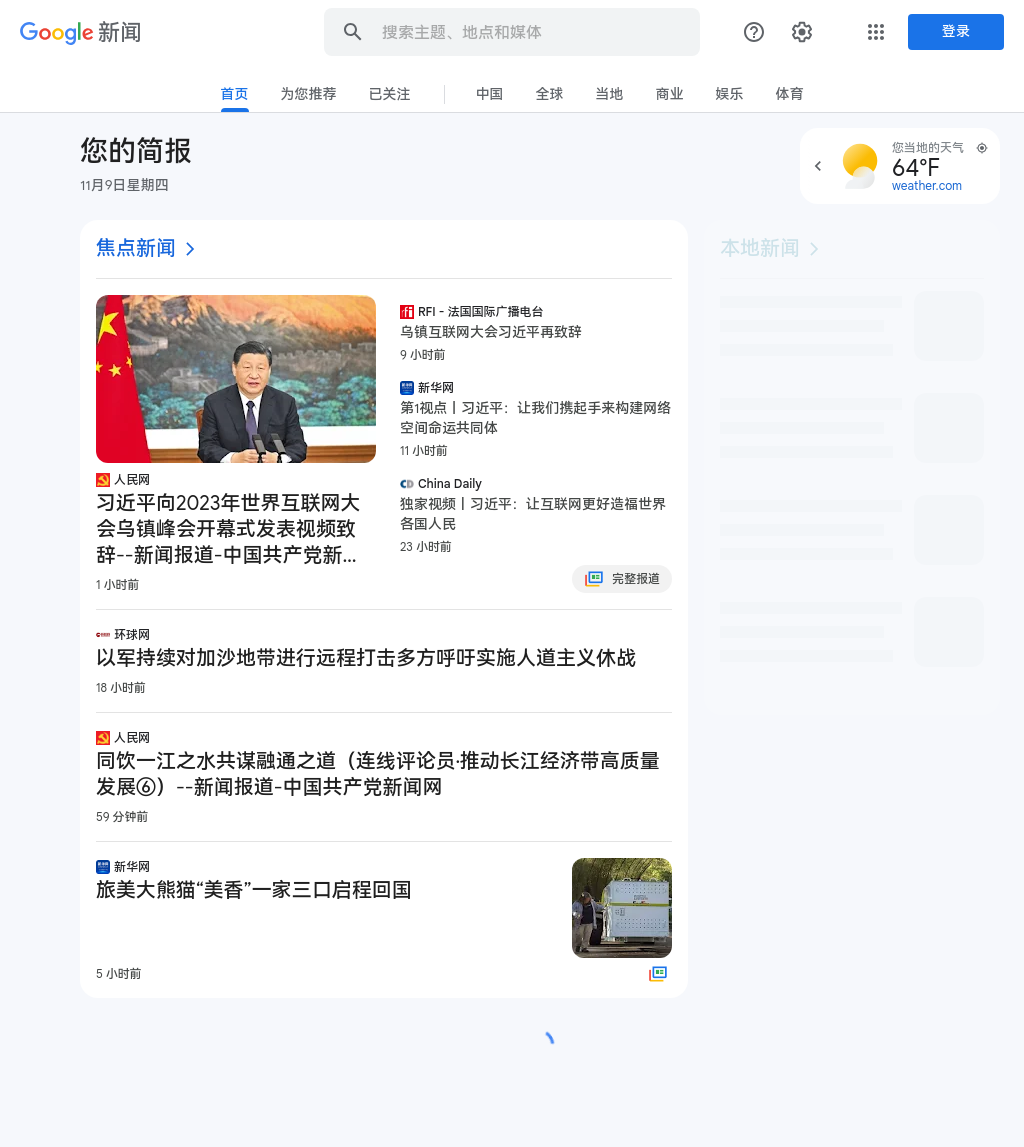 Google 新闻
搜索主题、地点和媒体
登录
首页 为您推荐 已关注 中国 全球 当地 商业 娱乐 体育
您的简报
11月9日星期四
您当地的天气
64°F
weather.com
焦点新闻
本地新闻
人民网
习近平向2023年世界互联网大
会乌镇峰会开幕式发表视频致
辞--新闻报道-中国共产党新...
1 小时前
RFI - 法国国际广播电台
乌镇互联网大会习近平再致辞
9 小时前
新华网
第1视点丨习近平：让我们携起手来构建网络
空间命运共同体
11 小时前
China Daily
独家视频丨习近平：让互联网更好造福世界
各国人民
23 小时前
完整报道
环球网
以军持续对加沙地带进行远程打击多方呼吁实施人道主义休战
18 小时前
人民网
同饮一江之水共谋融通之道（连线评论员·推动长江经济带高质量
发展⑥）--新闻报道-中国共产党新闻网
59 分钟前
新华网
旅美大熊猫“美香”一家三口启程回国
5 小时前